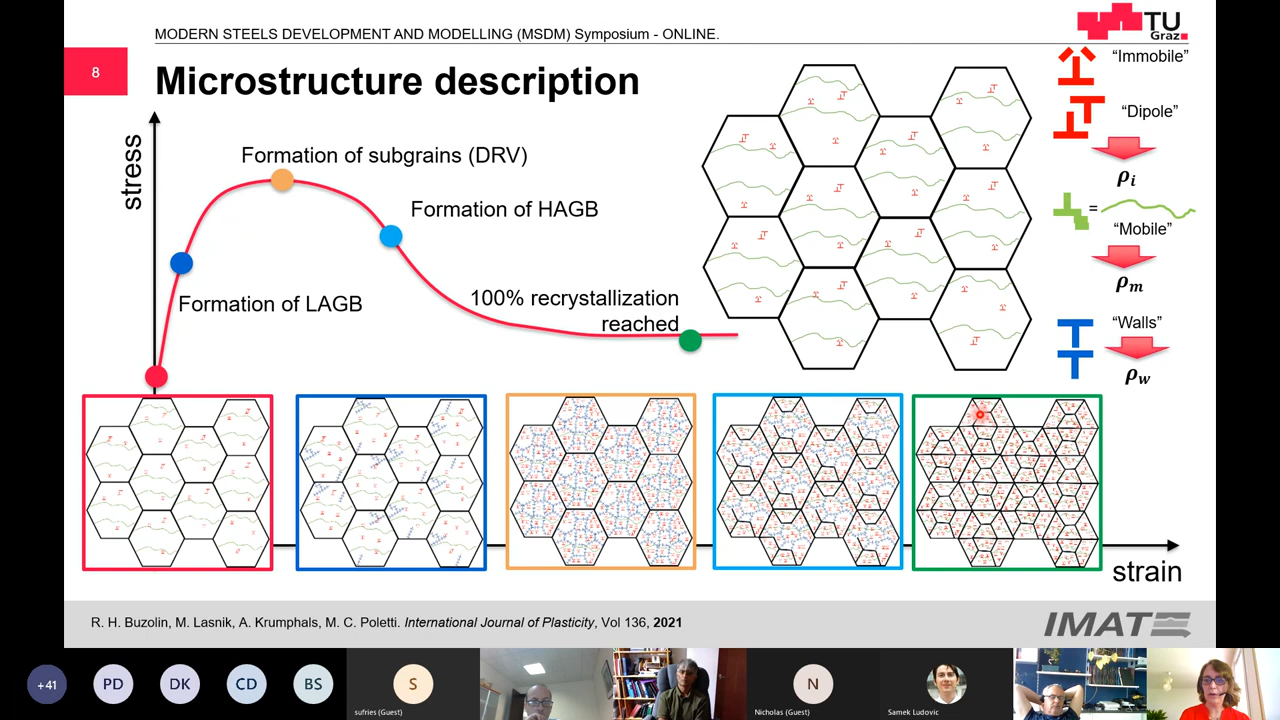 MODERN STEELS DEVELOPMENT AND MODELLING (MSDM) Symposium - ONLINE.
TU
Graz
8
Microstructure description
stress
Formation of subgrains (DRV)
Formation of HAGB
Formation of LAGB
100% recrystallization
reached
"Immobile"
"Dipole"
ρi
=
"Mobile"
ρm
"Walls"
ρw
strain
R. H. Buzolin, M. Lasnik, A. Krumphals, M. C. Poletti. International Journal of Plasticity, Vol 136, 2021
IMAT
+41
PD
DK
CD
BS
S
sufries (Guest)
N
Nicholas (Guest)
Samek Ludovic